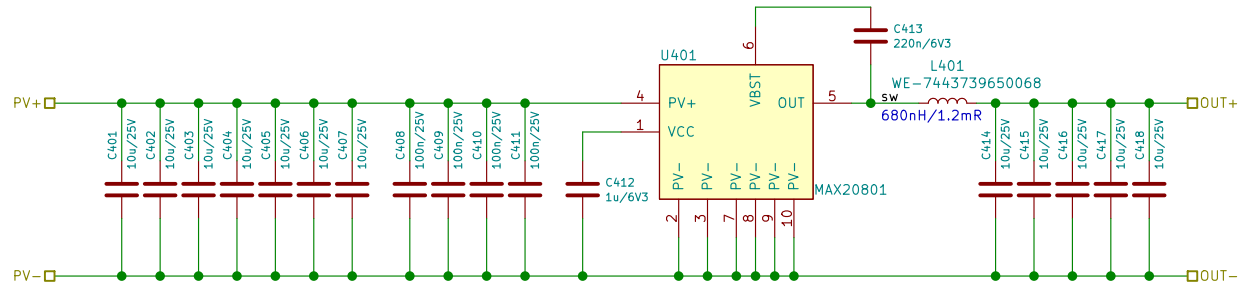 C413
220n/6V3
6
U401
L401
WE-7443739650068
VBST
PV+
4
PV+
OUT
5
sw
OUT+
680nH/1.2mR
1
VCC
C401
10u/25V
C402
10u/25V
C403
10u/25V
C404
10u/25V
C405
10u/25V
C406
10u/25V
C407
10u/25V
C408
100n/25V
C409
100n/25V
C410
100n/25V
C411
100n/25V
C412
1u/6V3
PV-
PV-
PV-
PV-
PV-
PV-
MAX20801
2
3
7
8
9
10
C414
10u/25V
C415
10u/25V
C416
10u/25V
C417
10u/25V
C418
10u/25V
PV-
OUT-